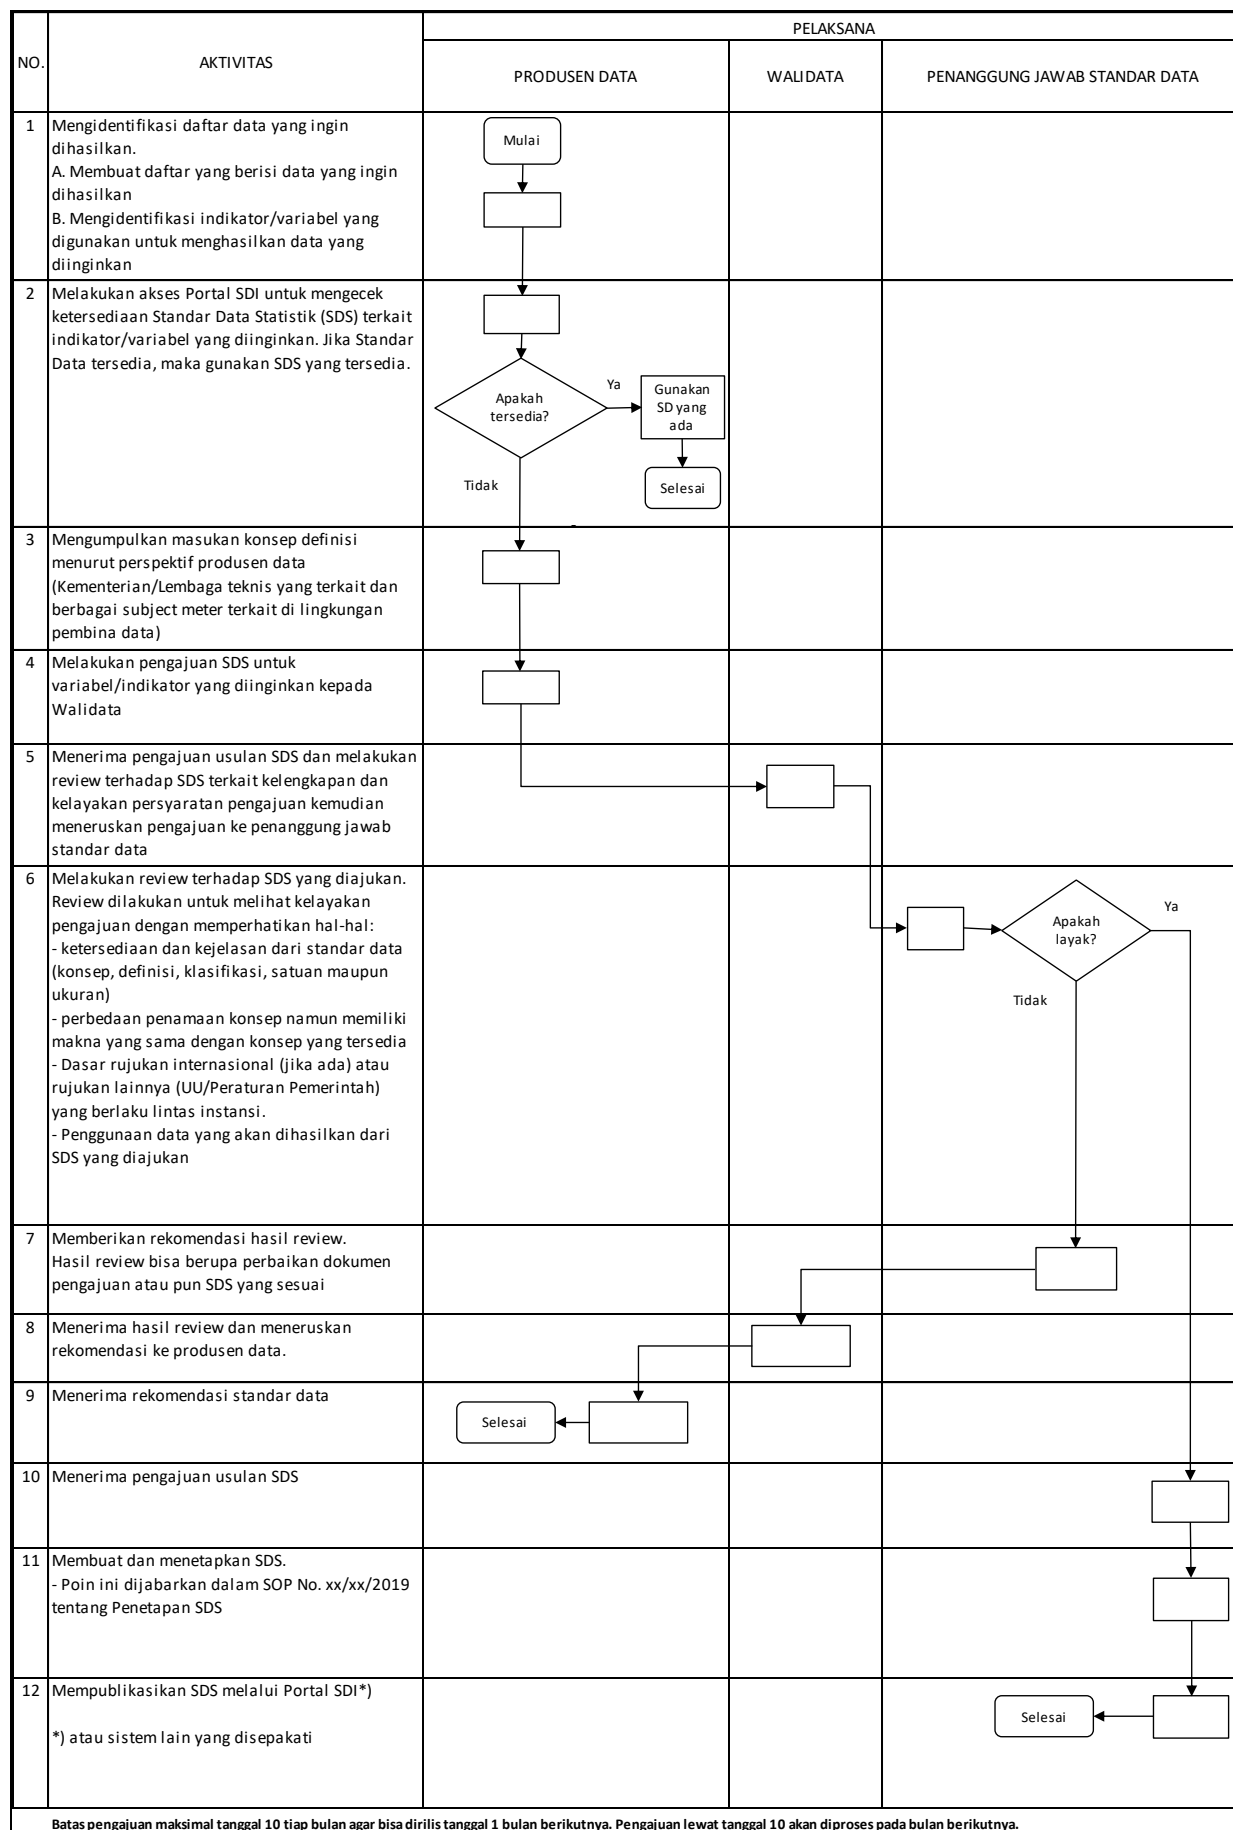 PELAKSANA
NO.
AKTIVITAS
PRODUSEN DATA
WALIDATA
PENANGGUNG JAWAB STANDAR DATA
1
Mengidentifikasi daftar data yang ingin
dihasilkan.
A. Membuat daftar yang berisi data yang ingin
dihasilkan
B. Mengidentifikasi indikator/variabel yang
digunakan untuk menghasilkan data yang
diinginkan
Mulai
2
Melakukan akses Portal SDI untuk mengecek
ketersediaan Standar Data Statistik (SDS) terkait
indikator/variabel yang diinginkan. Jika Standar
Data tersedia, maka gunakan SDS yang tersedia.
Apakah
tersedia?
Ya
Gunakan
SD yang
ada
Tidak
Selesai
3
Mengumpulkan masukan konsep definisi
menurut perspektif produsen data
(Kementerian/Lembaga teknis yang terkait dan
berbagai subject meter terkait di lingkungan
pembina data)
4
Melakukan pengajuan SDS untuk
variabel/indikator yang diinginkan kepada
Walidata
5
Menerima pengajuan usulan SDS dan melakukan
review terhadap SDS terkait kelengkapan dan
kelayakan persyaratan pengajuan kemudian
meneruskan pengajuan ke penanggung jawab
standar data
6
Melakukan review terhadap SDS yang diajukan.
Review dilakukan untuk melihat kelayakan
pengajuan dengan memperhatikan hal-hal:
- ketersediaan dan kejelasan dari standar data
(konsep, definisi, klasifikasi, satuan maupun
ukuran)
- perbedaan penamaan konsep namun memiliki
makna yang sama dengan konsep yang tersedia
- Dasar rujukan internasional (jika ada) atau
rujukan lainnya (UU/Peraturan Pemerintah)
yang berlaku lintas instansi.
- Penggunaan data yang akan dihasilkan dari
SDS yang diajukan
Apakah
layak?
Ya
Tidak
7
Memberikan rekomendasi hasil review.
Hasil review bisa berupa perbaikan dokumen
pengajuan atau pun SDS yang sesuai
8
Menerima hasil review dan meneruskan
rekomendasi ke produsen data.
9
Menerima rekomendasi standar data
Selesai
10
Menerima pengajuan usulan SDS
11
Membuat dan menetapkan SDS.
- Poin ini dijabarkan dalam SOP No. xx/xx/2019
tentang Penetapan SDS
12
Mempublikasikan SDS melalui Portal SDI*)
*) atau sistem lain yang disepakati
Selesai
Batas pengajuan maksimal tanggal 10 tiap bulan agar bisa dirilis tanggal 1 bulan berikutnya. Pengajuan lewat tanggal 10 akan diproses pada bulan berikutnya.